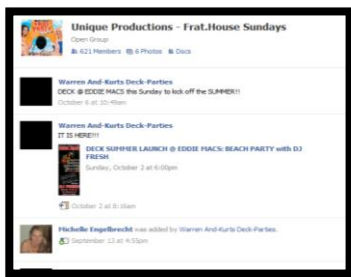 Unique Productions - Frat.House Sundays
Open Group
621 Members 6 Photos Docs
Warren And-Kurts Deck-Parties
DECK @ EDDIE MACS this Sunday to kick off the SUMMER!!
October 6 at 10:49am
Warren And-Kurts Deck-Parties
IT IS HERE!!!
DECK SUMMER LAUNCH @ EDDIE MACS: BEACH PARTY with DJ
FRESH
Sunday, October 2 at 6:00pm
October 2 at 8:16am
Michelle Engelbrecht was added by Warren And-Kurts Deck-Parties.
September 12 at 4:55pm